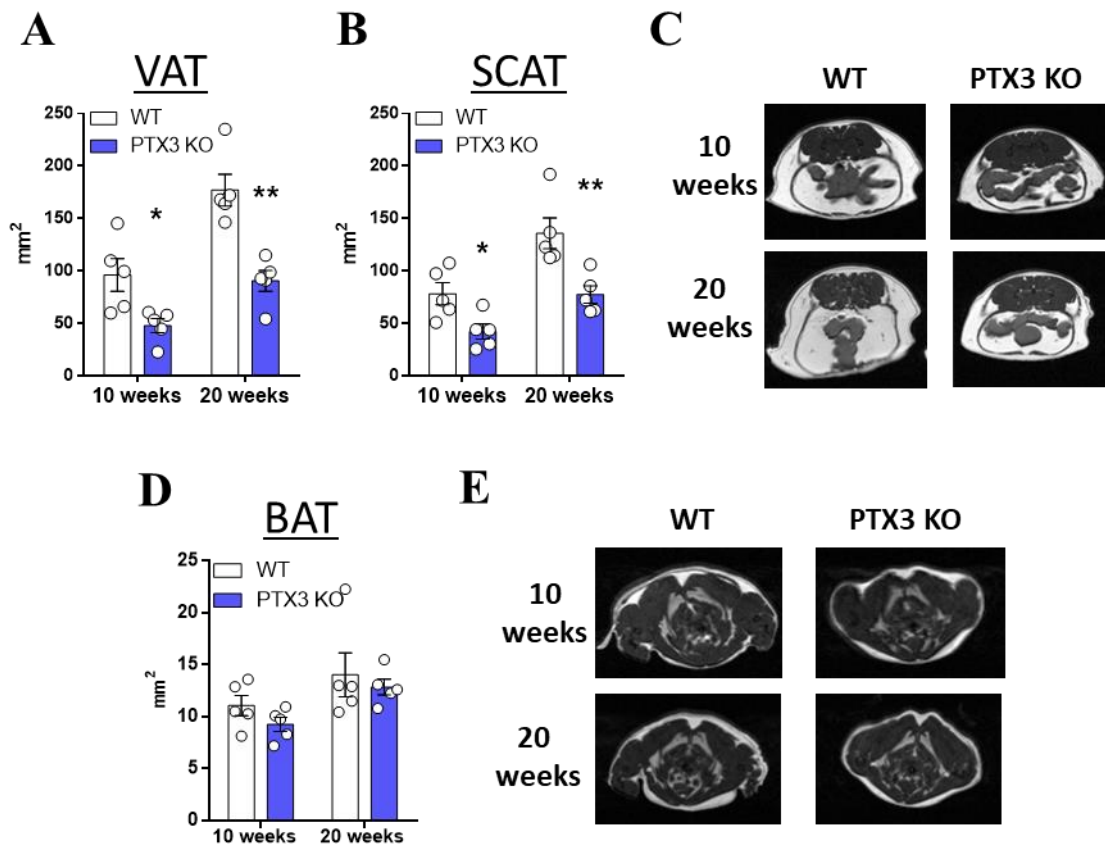 A
VAT
250
200
150
100
50
0
mm²
WT
PTX3 KO
*
**
10 weeks
20 weeks
B
SCAT
250
200
150
100
50
0
mm²
WT
PTX3 KO
*
**
10 weeks
20 weeks
C
WT
PTX3 KO
10
weeks
20
weeks
D
BAT
25
20
15
10
5
0
mm²
WT
PTX3 KO
10 weeks
20 weeks
E
WT
PTX3 KO
10
weeks
20
weeks